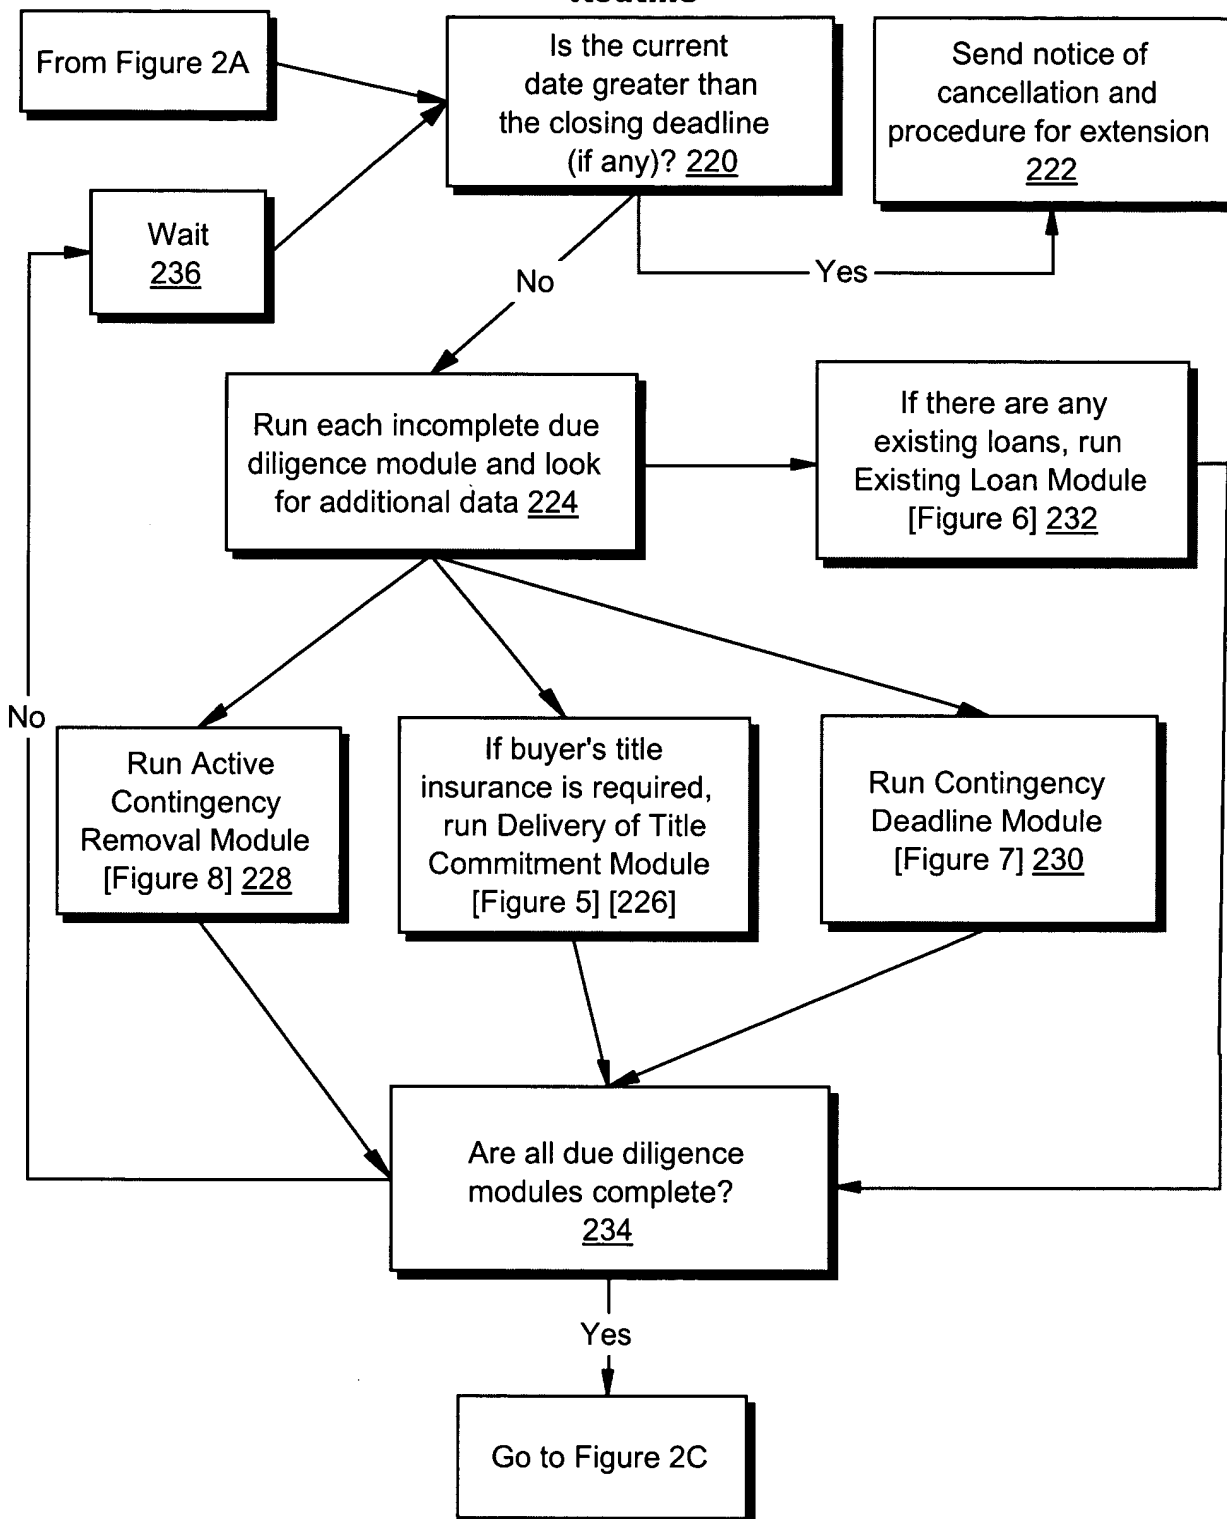 From Figure 2A
Is the current
date greater than
the closing deadline
(if any)? 220
Send notice of
cancellation and
procedure for extension
222
Wait
236
Yes
No
Run each incomplete due
diligence module and look
for additional data 224
If there are any
existing loans, run
Existing Loan Module
[Figure 6] 232
No
Run Active
Contingency
Removal Module
[Figure 8] 228
If buyer's title
insurance is required,
run Delivery of Title
Commitment Module
[Figure 5] [226]
Run Contingency
Deadline Module
[Figure 7] 230
Are all due diligence
modules complete?
234
Yes
Go to Figure 2C